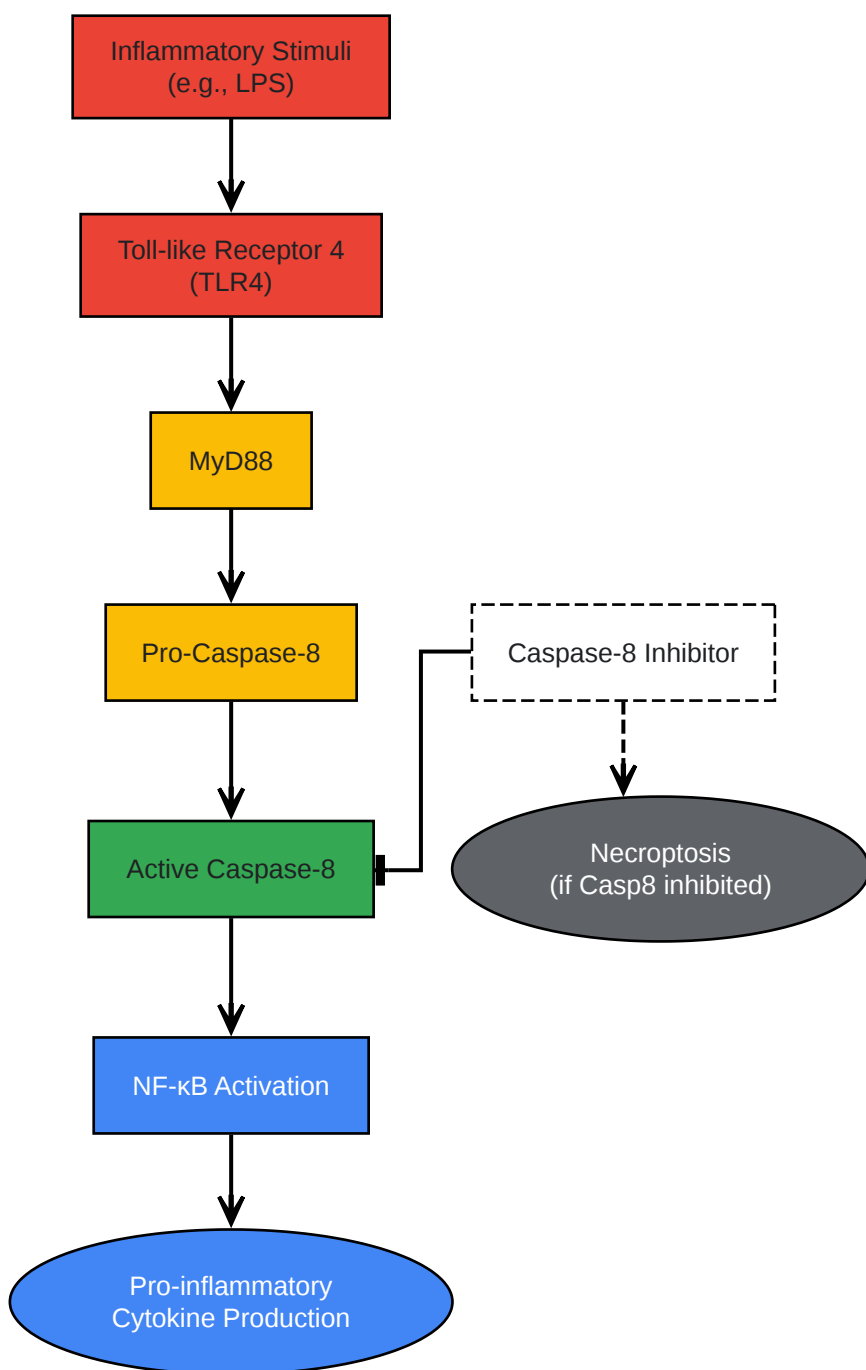 Inflammatory Stimuli
(e.g., LPS)
Toll-like Receptor 4
(TLR4)
MyD88
Pro-Caspase-8
Caspase-8 Inhibitor
Active Caspase-8
Necroptosis
(if Casp8 inhibited)
NF-κB Activation
Pro-inflammatory
Cytokine Production